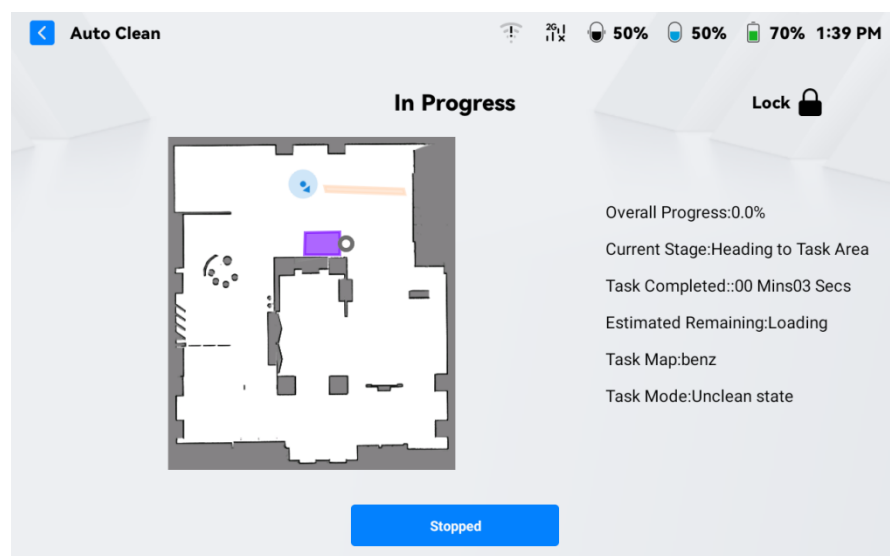 Auto Clean
2G
50%
50%
70%
1:39 PM
In Progress
Lock
Overall Progress:0.0%
Current Stage:Heading to Task Area
Task Completed::00 Mins03 Secs
Estimated Remaining:Loading
Task Map:benz
Task Mode:Unclean state
Stopped